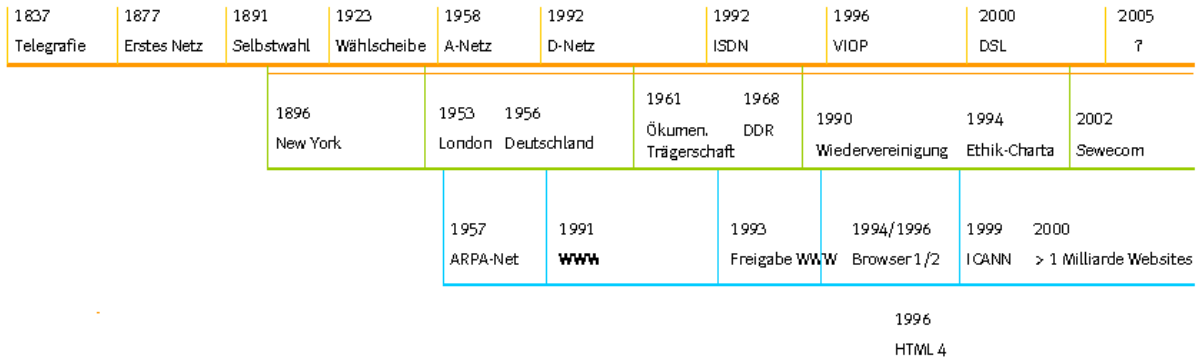 1837 1877 1891 1923 1958 1992 1992 1996 2000 2005
Telegrafie Erstes Netz Selbstwahl Wählscheibe A-Netz D-Netz ISDN VIOP DSL ?
1896
New York
1953 1956
London Deutschland
1961 1968
Ökumen. DDR
Trägerschaft
1990 1994
Wiedervereinigung Ethik-Charta
2002
Sewecom
1957 1991 1993 1994/1996 1999 2000
ARPA-Net WWW Freigabe WWW Browser 1/2 ICANN > 1 Milliarde Websites
1996
HTML 4